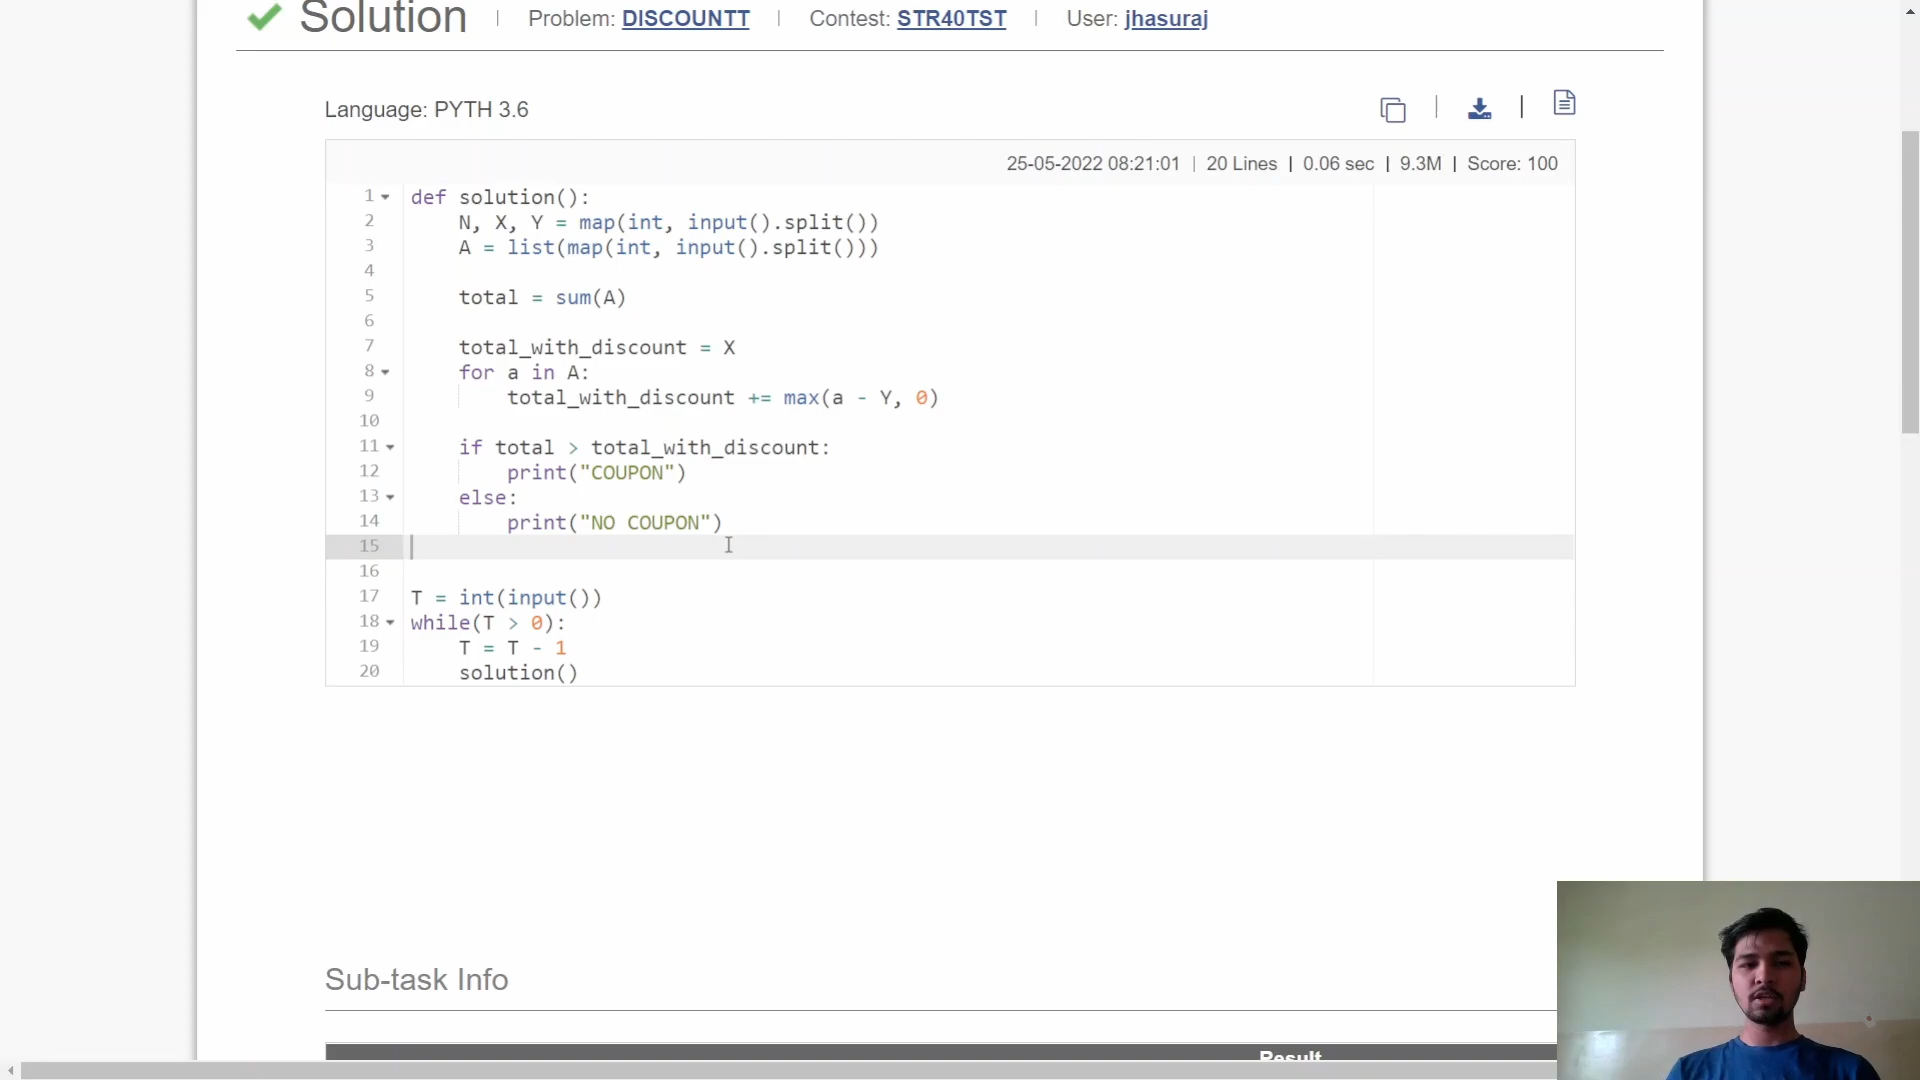 Solution | Problem: DISCOUNTT | Contest: STR40TST | User: jhasuraj
Language: PYTH 3.6
25-05-2022 08:21:01 | 20 Lines | 0.06 sec | 9.3M | Score: 100
1 def solution():
2 N, X, Y = map(int, input().split())
3 A = list(map(int, input().split()))
4
5 total = sum(A)
6
7 total_with_discount = X
8 for a in A:
9 total_with_discount += max(a - Y, 0)
10
11 if total > total_with_discount:
12 print("COUPON")
13 else:
14 print("NO COUPON")
15
16
17 T = int(input())
18 while(T > 0):
19 T = T - 1
20 solution()
Sub-task Info
Result